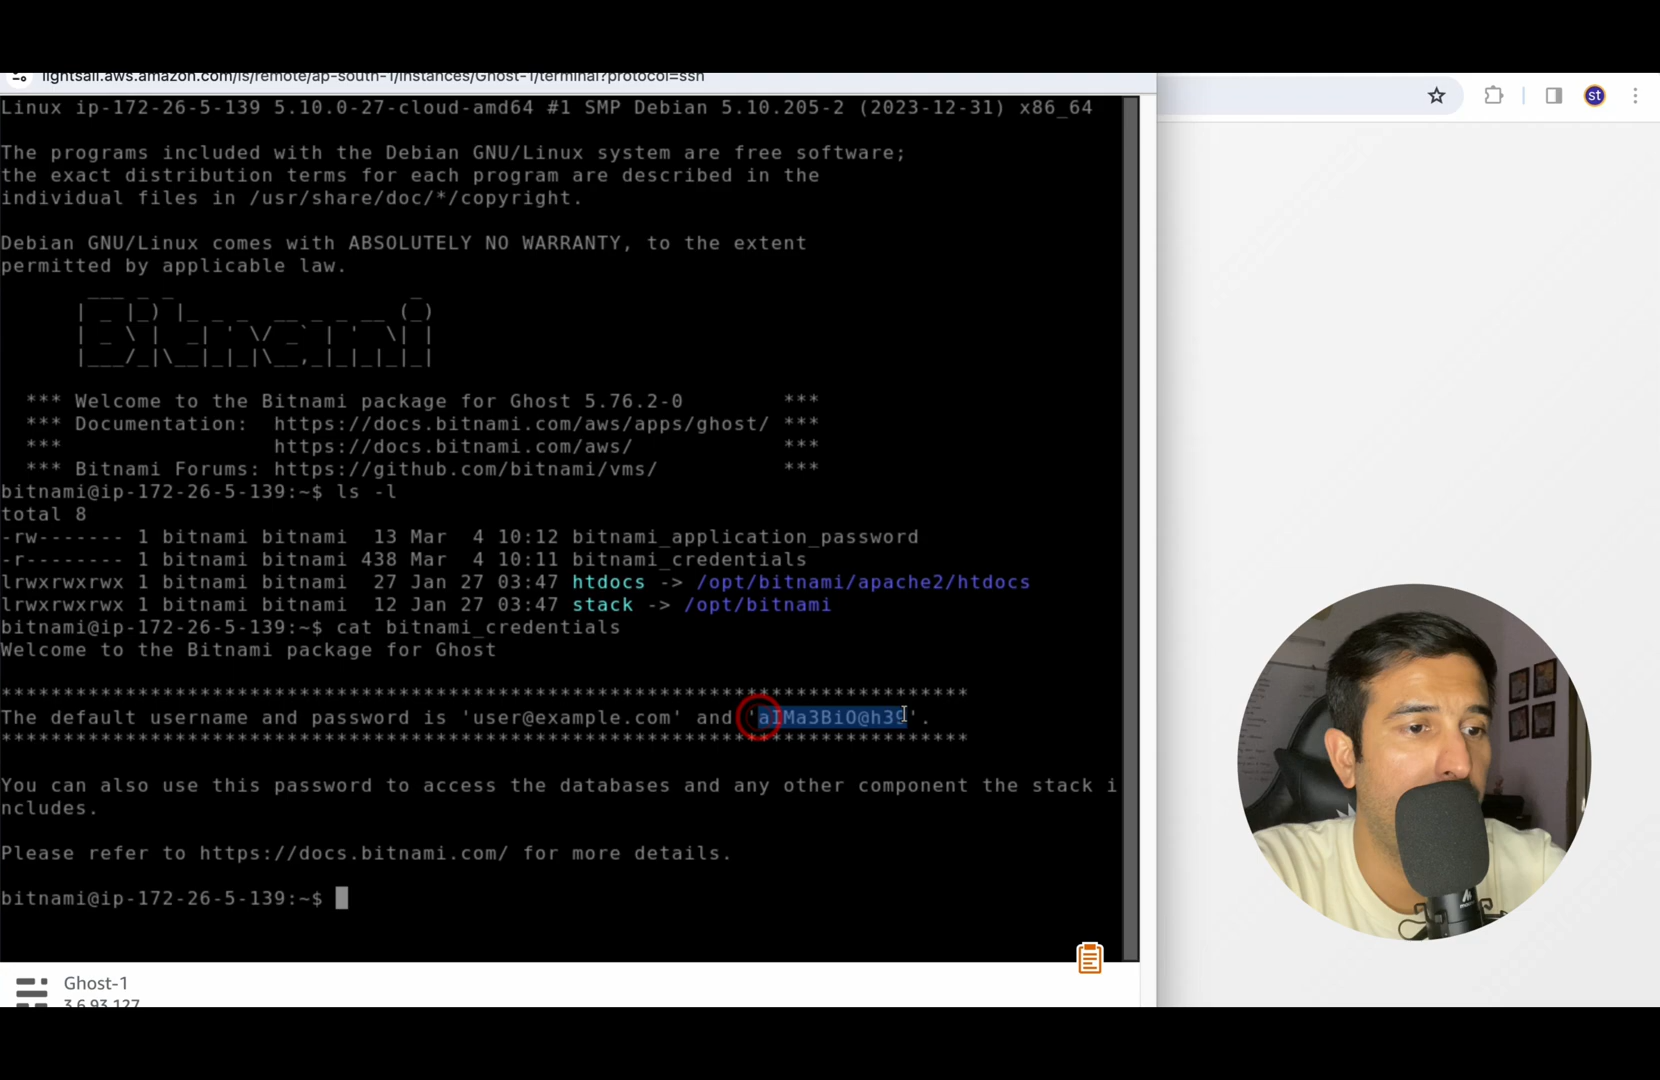 lightsail.aws.amazon.com/ls/remote/ap-south-1/instances/Ghost-1/terminal?protocol=ssh
st
Linux ip-172-26-5-139 5.10.0-27-cloud-amd64 #1 SMP Debian 5.10.205-2 (2023-12-31) x86_64
The programs included with the Debian GNU/Linux system are free software;
the exact distribution terms for each program are described in the
individual files in /usr/share/doc/*/copyright.
Debian GNU/Linux comes with ABSOLUTELY NO WARRANTY, to the extent
permitted by applicable law.
Bitnami
*** Welcome to the Bitnami package for Ghost 5.76.2-0 ***
*** Documentation: https://docs.bitnami.com/aws/apps/ghost/ ***
*** https://docs.bitnami.com/aws/ ***
*** Bitnami Forums: https://github.com/bitnami/vms/ ***
bitnami@ip-172-26-5-139:~$ ls -l
total 8
-rw------- 1 bitnami bitnami 13 Mar 4 10:12 bitnami_application_password
-r-------- 1 bitnami bitnami 438 Mar 4 10:11 bitnami_credentials
lrwxrwxrwx 1 bitnami bitnami 27 Jan 27 03:47 htdocs -> /opt/bitnami/apache2/htdocs
lrwxrwxrwx 1 bitnami bitnami 12 Jan 27 03:47 stack -> /opt/bitnami
bitnami@ip-172-26-5-139:~$ cat bitnami_credentials
Welcome to the Bitnami package for Ghost
******************************************************************************
The default username and password is 'user@example.com' and 'aIMa3BiO@h39'.
******************************************************************************
You can also use this password to access the databases and any other component the stack i
ncludes.
Please refer to https://docs.bitnami.com/ for more details.
bitnami@ip-172-26-5-139:~$
Ghost-1
3.6.93.127